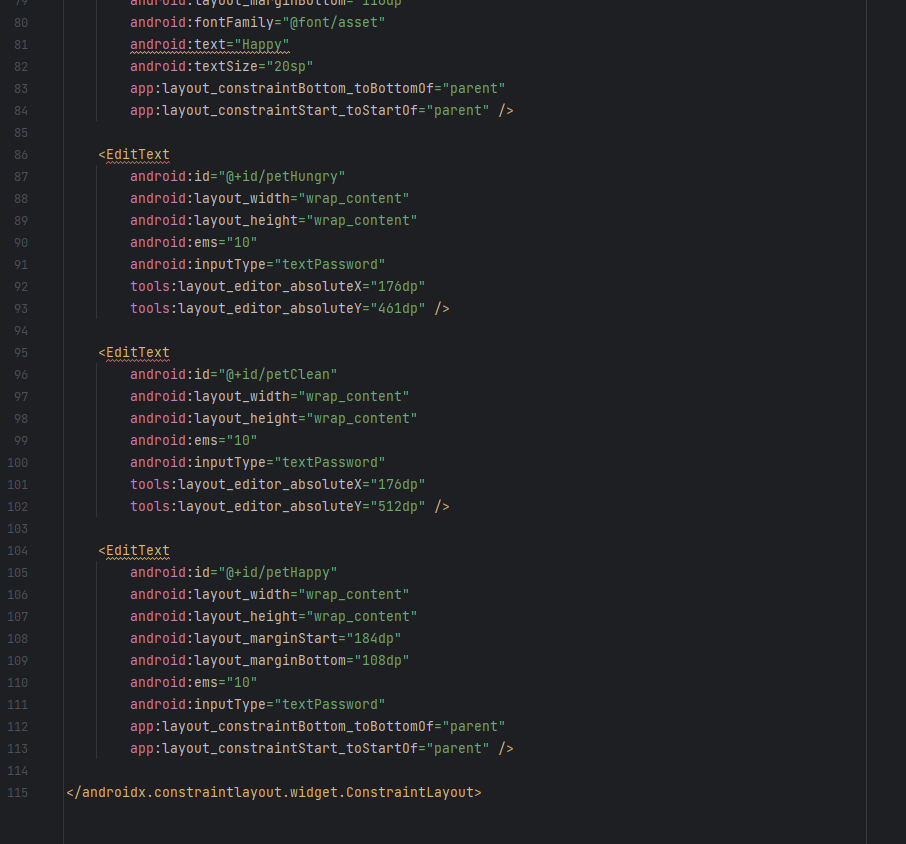 79 android:layout_marginBottom="118dp"
80 android:fontFamily="@font/asset"
81 android:text="Happy"
82 android:textSize="20sp"
83 app:layout_constraintBottom_toBottomOf="parent"
84 app:layout_constraintStart_toStartOf="parent" />
85
86 <EditText
87 android:id="@+id/petHungry"
88 android:layout_width="wrap_content"
89 android:layout_height="wrap_content"
90 android:ems="10"
91 android:inputType="textPassword"
92 tools:layout_editor_absoluteX="176dp"
93 tools:layout_editor_absoluteY="461dp" />
94
95 <EditText
96 android:id="@+id/petClean"
97 android:layout_width="wrap_content"
98 android:layout_height="wrap_content"
99 android:ems="10"
100 android:inputType="textPassword"
101 tools:layout_editor_absoluteX="176dp"
102 tools:layout_editor_absoluteY="512dp" />
103
104 <EditText
105 android:id="@+id/petHappy"
106 android:layout_width="wrap_content"
107 android:layout_height="wrap_content"
108 android:layout_marginStart="184dp"
109 android:layout_marginBottom="108dp"
110 android:ems="10"
111 android:inputType="textPassword"
112 app:layout_constraintBottom_toBottomOf="parent"
113 app:layout_constraintStart_toStartOf="parent" />
114
115 </androidx.constraintlayout.widget.ConstraintLayout>